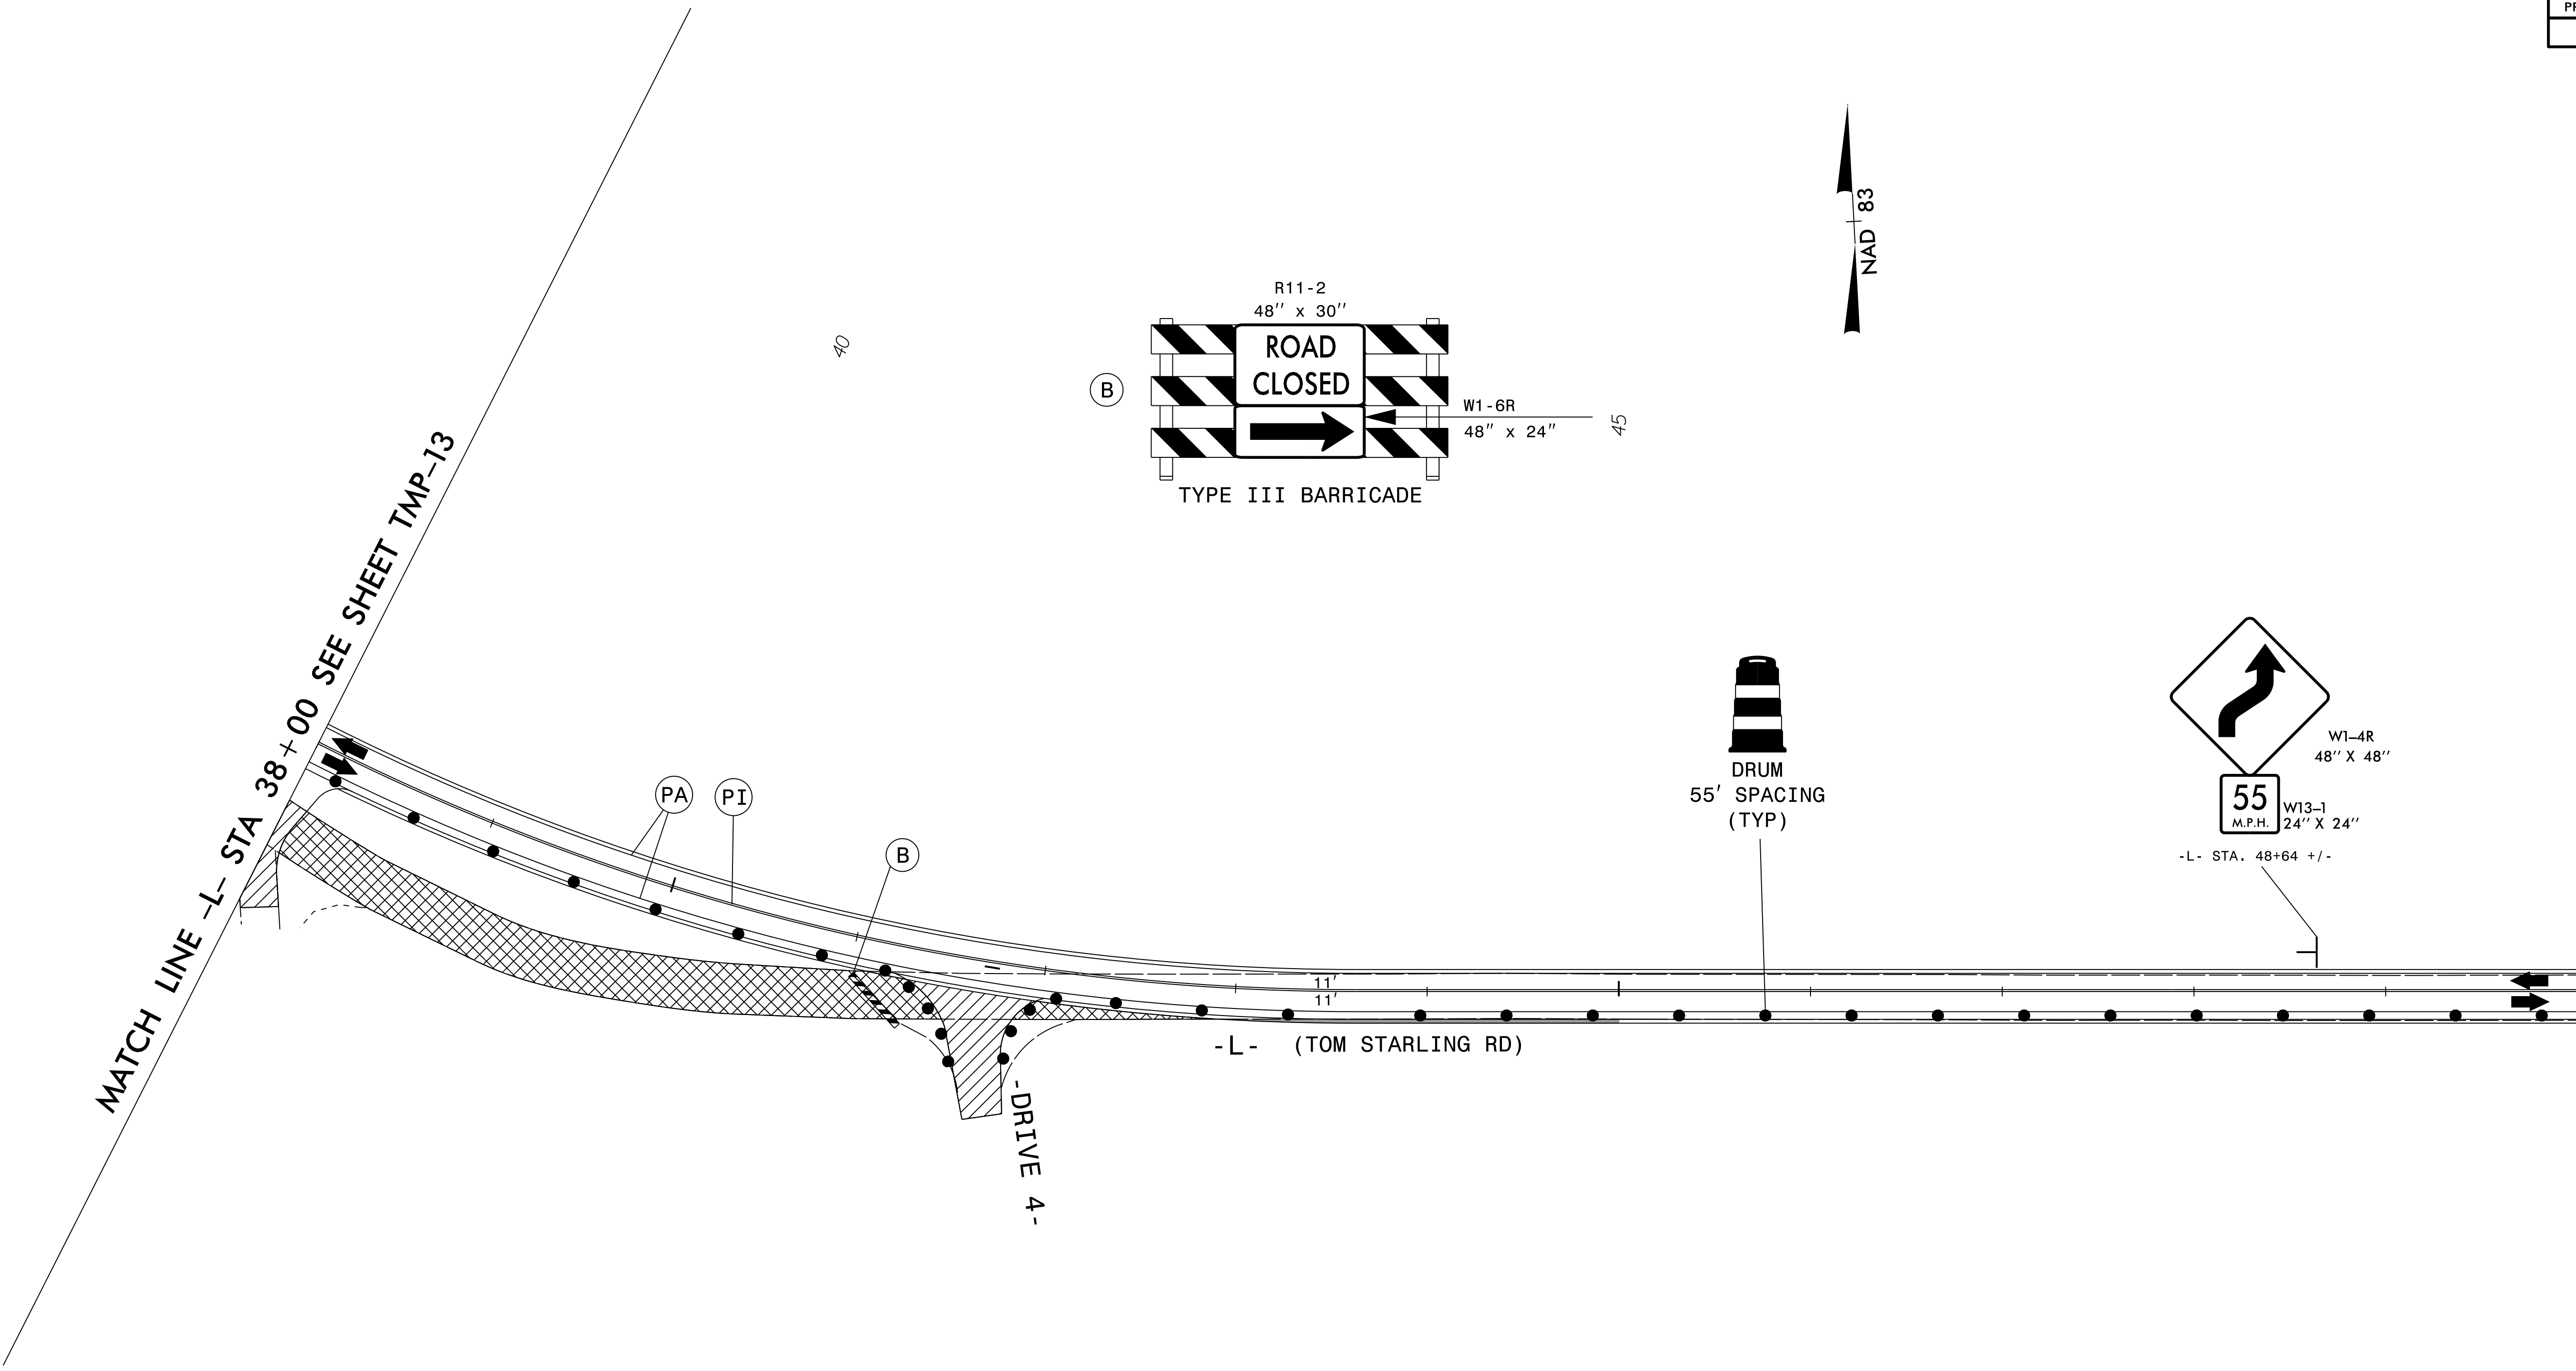 NAD 83
R11-2
48" x 30"
ROAD
CLOSED
B
W1-6R
48" x 24"
TYPE III BARRICADE
40
45
MATCH LINE -L- STA 38+00 SEE SHEET TMP-13
PA
PI
B
DRUM
55' SPACING
(TYP)
W1-4R
48" X 48"
55
M.P.H.
W13-1
24" X 24"
-L- STA. 48+64 +/-
11'
11'
-L- (TOM STARLING RD)
-DRIVE 4-